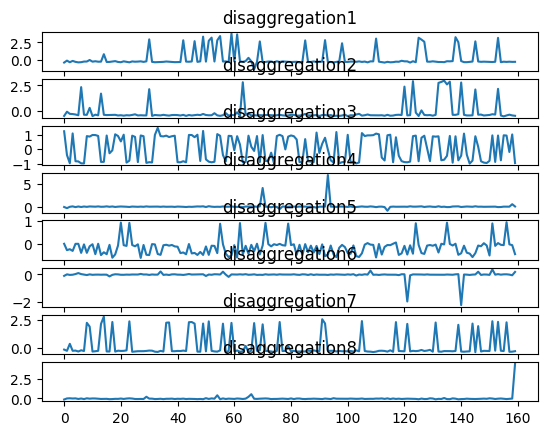 disaggregation1
2.5
0.0
disaggregation2
2.5
0.0
disaggregation3
1
0
−1
disaggregation4
5
0
disaggregation5
1
0
disaggregation6
0
−2
disaggregation7
2.5
0.0
disaggregation8
2.5
0.0
0 20 40 60 80 100 120 140 160